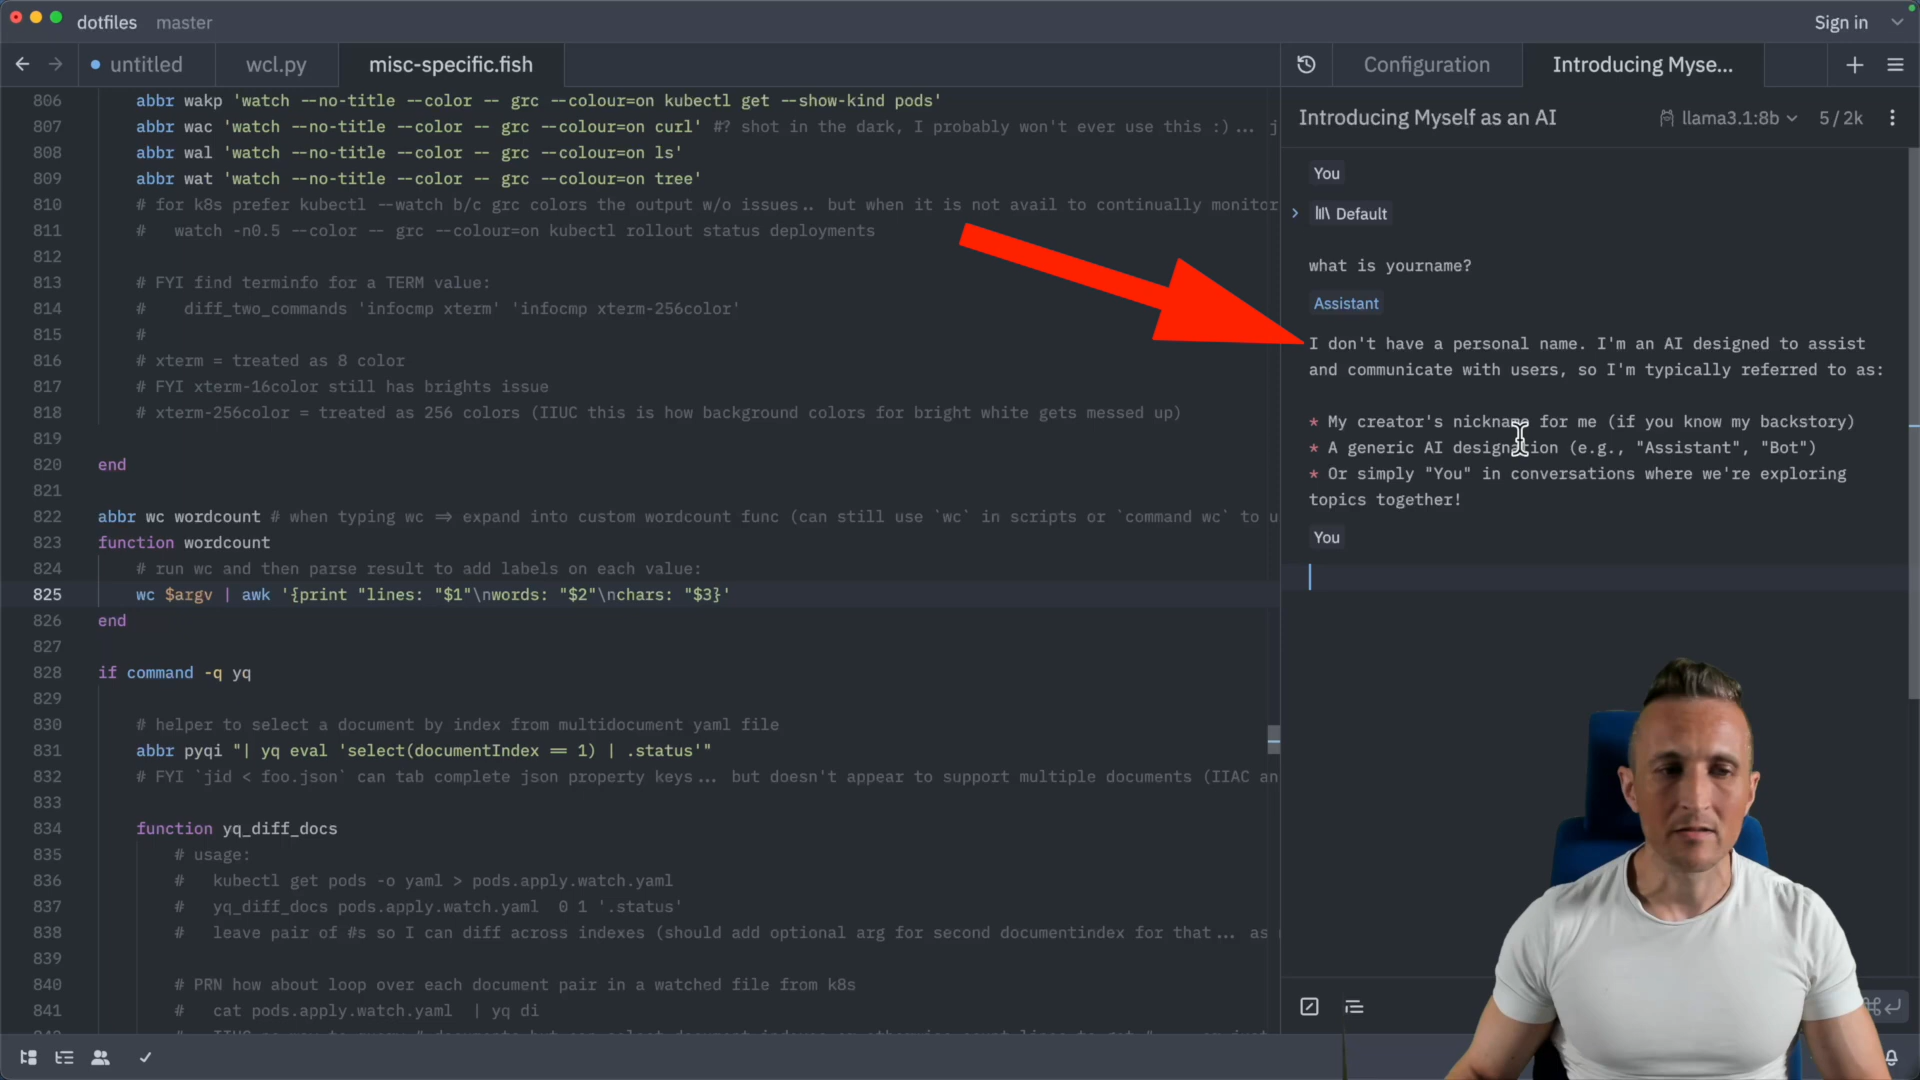 dotfiles master
Sign in
untitled
wcl.py
misc-specific.fish
806 abbr wakp 'watch --no-title --color -- grc --colour=on kubectl get --show-kind pods'
807 abbr wac 'watch --no-title --color -- grc --colour=on curl' #? shot in the dark, I probably won't ever use this :)... j
808 abbr wal 'watch --no-title --color -- grc --colour=on ls'
809 abbr wat 'watch --no-title --color -- grc --colour=on tree'
810 # for k8s prefer kubectl --watch b/c grc colors the output w/o issues.. but when it is not avail to continually monitor
811 #   watch -n0.5 --color -- grc --colour=on kubectl rollout status deployments
812
813 # FYI find terminfo for a TERM value:
814 #    diff_two_commands 'infocmp xterm' 'infocmp xterm-256color'
815 #
816 # xterm = treated as 8 color
817 # FYI xterm-16color still has brights issue
818 # xterm-256color = treated as 256 colors (IIUC this is how background colors for bright white gets messed up)
819
820 end
821
822 abbr wc wordcount # when typing wc => expand into custom wordcount func (can still use `wc` in scripts or `command wc` to u
823 function wordcount
824 # run wc and then parse result to add labels on each value:
825 wc $argv | awk '{print "lines: "$1"\nwords: "$2"\nchars: "$3}'
826 end
827
828 if command -q yq
829
830 # helper to select a document by index from multidocument yaml file
831 abbr pyqi "| yq eval 'select(documentIndex == 1) | .status'"
832 # FYI `jid < foo.json` can tab complete json property keys... but doesn't appear to support multiple documents (IIAC an
833
834 function yq_diff_docs
835 # usage:
836 #   kubectl get pods -o yaml > pods.apply.watch.yaml
837 #   yq_diff_docs pods.apply.watch.yaml  0 1 '.status'
838 #   leave pair of #s so I can diff across indexes (should add optional arg for second documentindex for that... as
839
840 # PRN how about loop over each document pair in a watched file from k8s
841 #   cat pods.apply.watch.yaml  | yq di
Configuration
Introducing Myse...
Introducing Myself as an AI
llama3.1:8b
5 / 2k
You
Default
what is yourname?
Assistant
I don't have a personal name. I'm an AI designed to assist
and communicate with users, so I'm typically referred to as:
* My creator's nickname for me (if you know my backstory)
* A generic AI designation (e.g., "Assistant", "Bot")
* Or simply "You" in conversations where we're exploring
topics together!
You